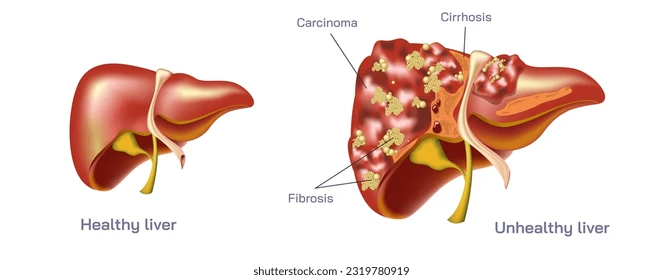 Carcinoma
Cirrhosis
Fibrosis
Healthy liver
Unhealthy liver
shutterstock.com · 2319780919